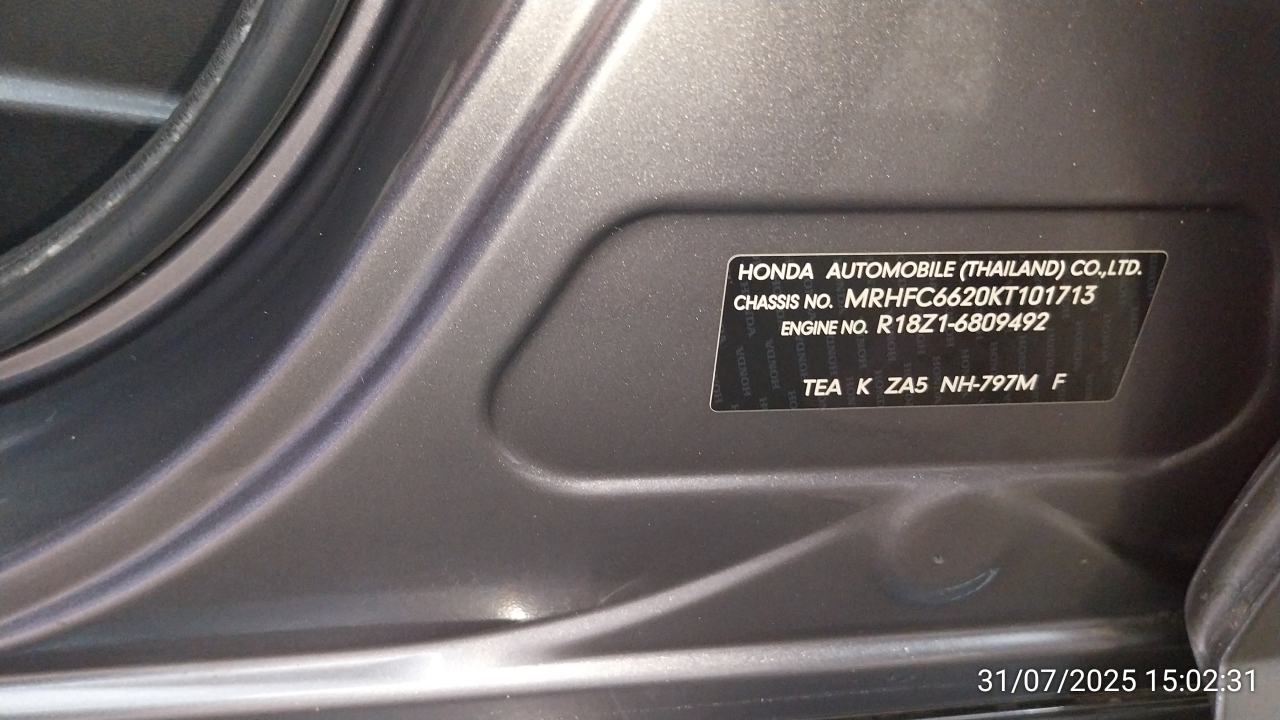 HONDA AUTOMOBILE (THAILAND) CO.,LTD.
CHASSIS NO. MRHFC6620KT101713
ENGINE NO. R18Z1-6809492
TEA K ZA5 NH-797M F
31/07/2025 15:02:31